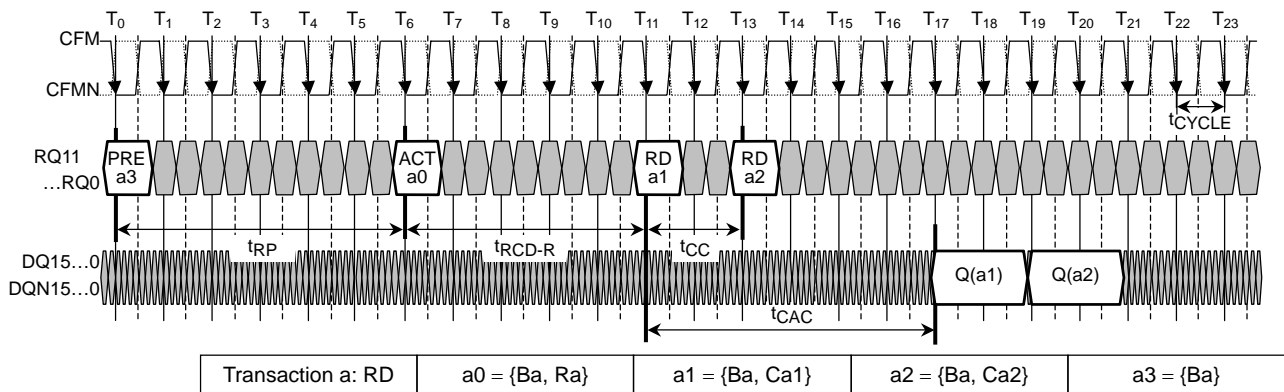 T0 T1 T2 T3 T4 T5 T6 T7 T8 T9 T10 T11 T12 T13 T14 T15 T16 T17 T18 T19 T20 T21 T22 T23
CFM
CFMN
tCYCLE
RQ11
...RQ0
PRE
a3
ACT
a0
RD
a1
RD
a2
tRP
tRCD-R
tCC
DQ15...0
DQN15...0
Q(a1)
Q(a2)
tCAC
Transaction a: RD
a0 = {Ba, Ra}
a1 = {Ba, Ca1}
a2 = {Ba, Ca2}
a3 = {Ba}